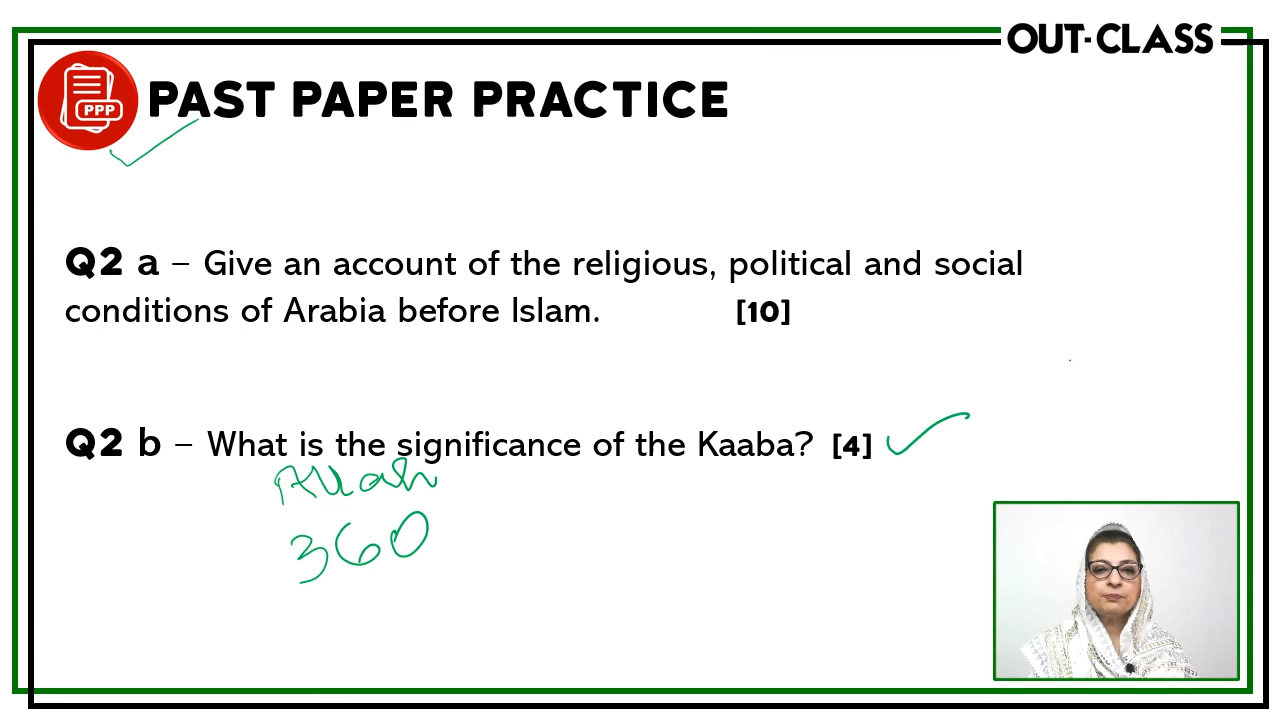 OUT-CLASS
PPP
PAST PAPER PRACTICE
Q2 a – Give an account of the religious, political and social
conditions of Arabia before Islam. [10]
Q2 b – What is the significance of the Kaaba? [4]
Allah
360